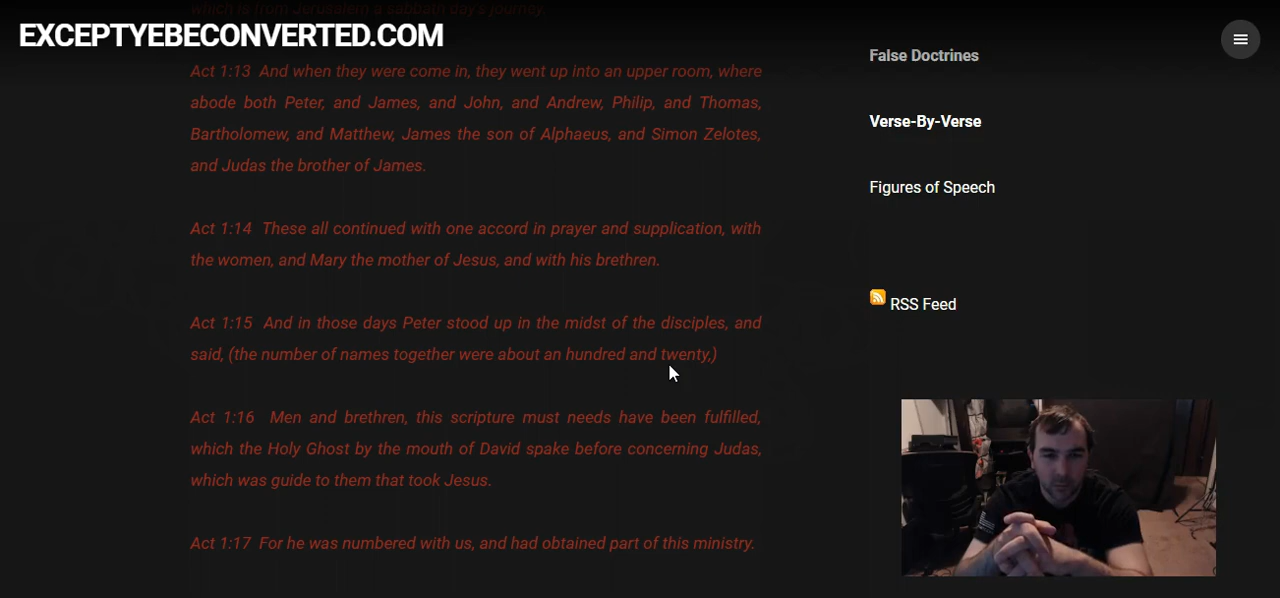 which is from Jerusalem a sabbath day's journey.
EXCEPTYEBECONVERTED.COM
Act 1:13 And when they were come in, they went up into an upper room, where
abode both Peter, and James, and John, and Andrew, Philip, and Thomas,
Bartholomew, and Matthew, James the son of Alphaeus, and Simon Zelotes,
and Judas the brother of James.
Act 1:14 These all continued with one accord in prayer and supplication, with
the women, and Mary the mother of Jesus, and with his brethren.
Act 1:15 And in those days Peter stood up in the midst of the disciples, and
said, (the number of names together were about an hundred and twenty,)
Act 1:16 Men and brethren, this scripture must needs have been fulfilled,
which the Holy Ghost by the mouth of David spake before concerning Judas,
which was guide to them that took Jesus.
Act 1:17 For he was numbered with us, and had obtained part of this ministry.
False Doctrines
Verse-By-Verse
Figures of Speech
RSS Feed